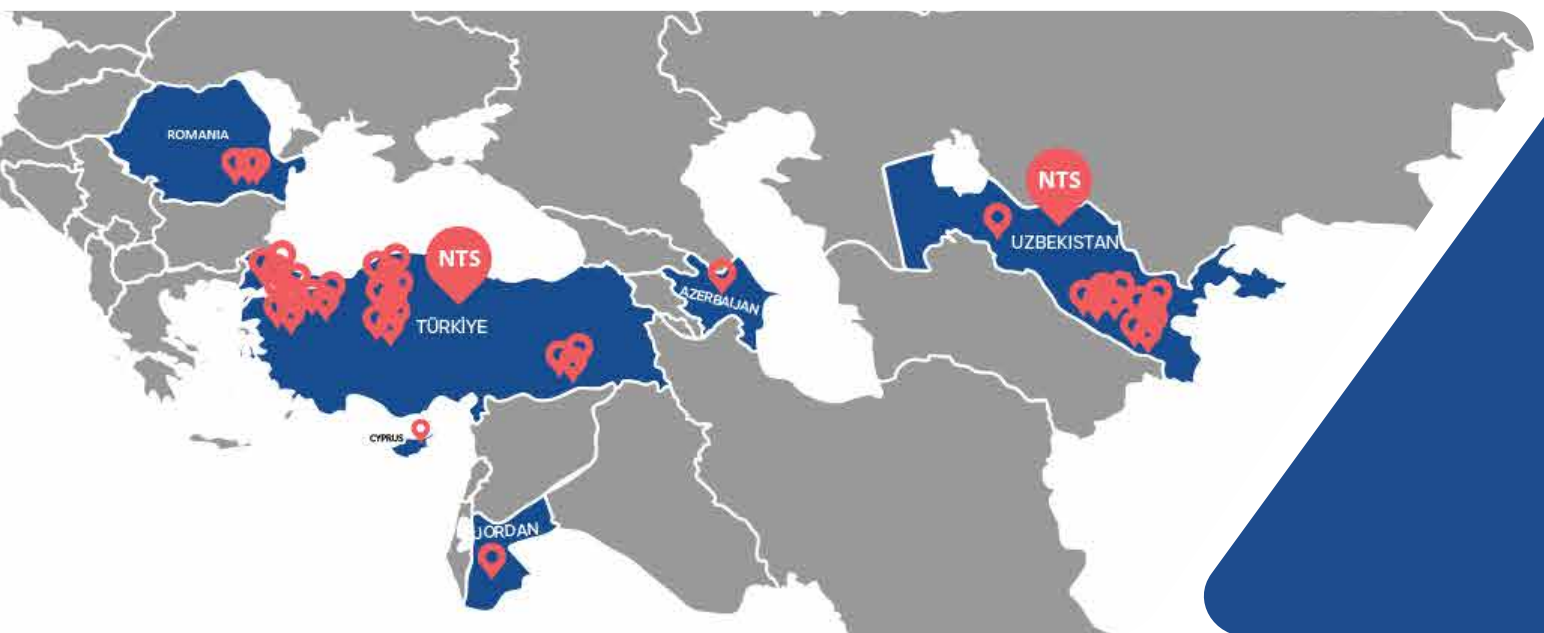 ROMANIA
NTS
NTS
UZBEKISTAN
AZERBAIJAN
TÜRKİYE
CYPRUS
JORDAN